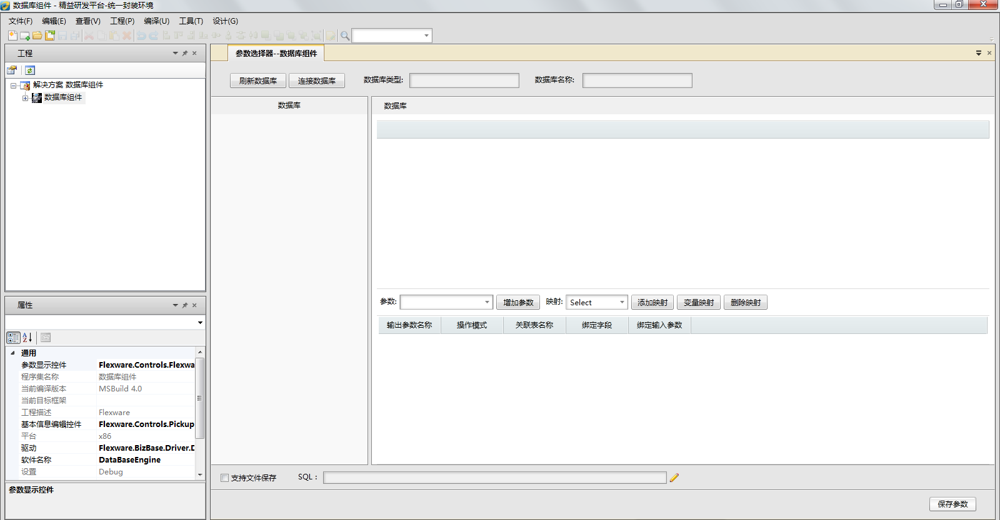 数据库组件 - 精益研发平台-统一封装环境
文件(F) 编辑(E) 查看(V) 工程(P) 编译(U) 工具(T) 设计(G)
工程
解决方案 数据库组件
数据库组件
属性
通用
参数显示控件 Flexware.Controls.Flexwa
程序集名称 数据库组件
当前编译版本 MSBuild 4.0
当前目标框架
工程描述 Flexware
基本信息编辑控件 Flexware.Controls.Pickup
平台 x86
驱动 Flexware.BizBase.Driver.D
软件名称 DataBaseEngine
设置 Debug
参数显示控件
参数选择器--数据库组件
刷新数据库 连接数据库 数据库类型: 数据库名称:
数据库 数据库
参数: 增加参数 映射: Select 添加映射 变量映射 删除映射
输出参数名称 操作模式 关联表名称 绑定字段 绑定输入参数
支持文件保存 SQL：
保存参数